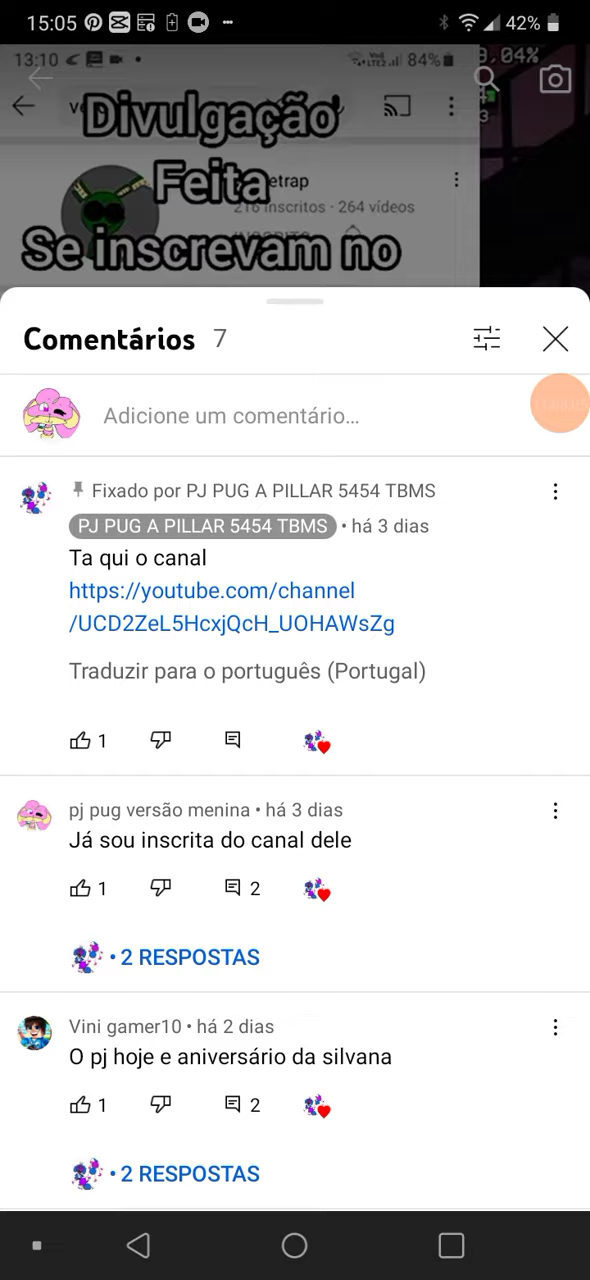 15:05
42%
13:10
84%
3.04%
Divulgação
Feita
etrap
216 inscritos · 264 vídeos
Se inscrevam no
Comentários 7
Adicione um comentário...
Fixado por PJ PUG A PILLAR 5454 TBMS
PJ PUG A PILLAR 5454 TBMS • há 3 dias
Ta qui o canal
https://youtube.com/channel
/UCD2ZeL5HcxjQcH_UOHAWsZg
Traduzir para o português (Portugal)
1
pj pug versão menina • há 3 dias
Já sou inscrita do canal dele
1 2
• 2 RESPOSTAS
Vini gamer10 • há 2 dias
O pj hoje e aniversário da silvana
1 2
• 2 RESPOSTAS